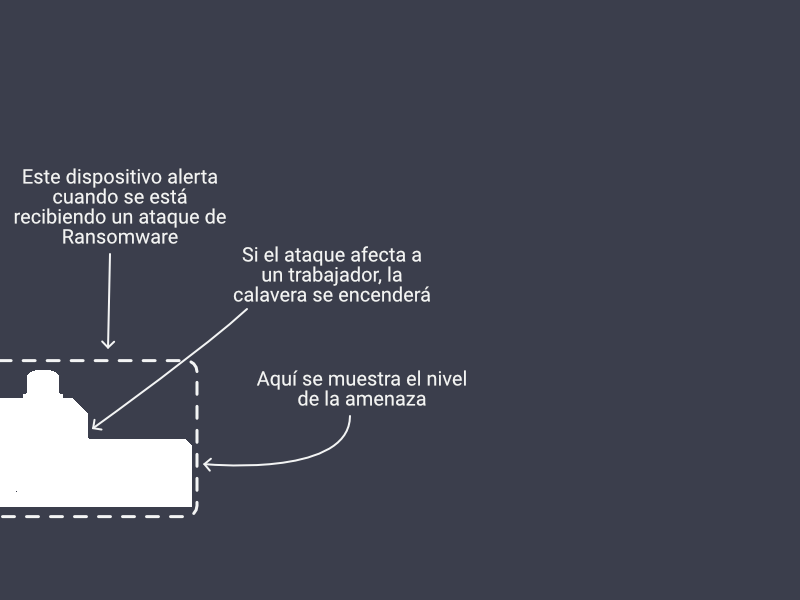 Este dispositivo alerta
cuando se está
recibiendo un ataque de
Ransomware
Si el ataque afecta a
un trabajador, la
calavera se encenderá
Aquí se muestra el nivel
de la amenaza